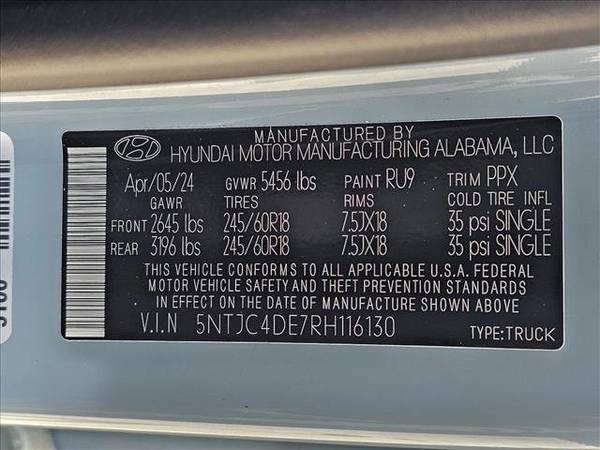 MANUFACTURED BY
HYUNDAI MOTOR MANUFACTURING ALABAMA, LLC
Apr/05/24 GVWR 5456 lbs PAINT RU9 TRIM PPX
GAWR TIRES RIMS COLD TIRE INFL
FRONT 2645 lbs 245/60R18 7.5JX18 35 psi SINGLE
REAR 3196 lbs 245/60R18 7.5JX18 35 psi SINGLE
THIS VEHICLE CONFORMS TO ALL APPLICABLE U.S.A. FEDERAL
MOTOR VEHICLE SAFETY AND THEFT PREVENTION STANDARDS
IN EFFECT ON THE DATE OF MANUFACTURE SHOWN ABOVE.
V.I.N 5NTJC4DE7RH116130 TYPE:TRUCK